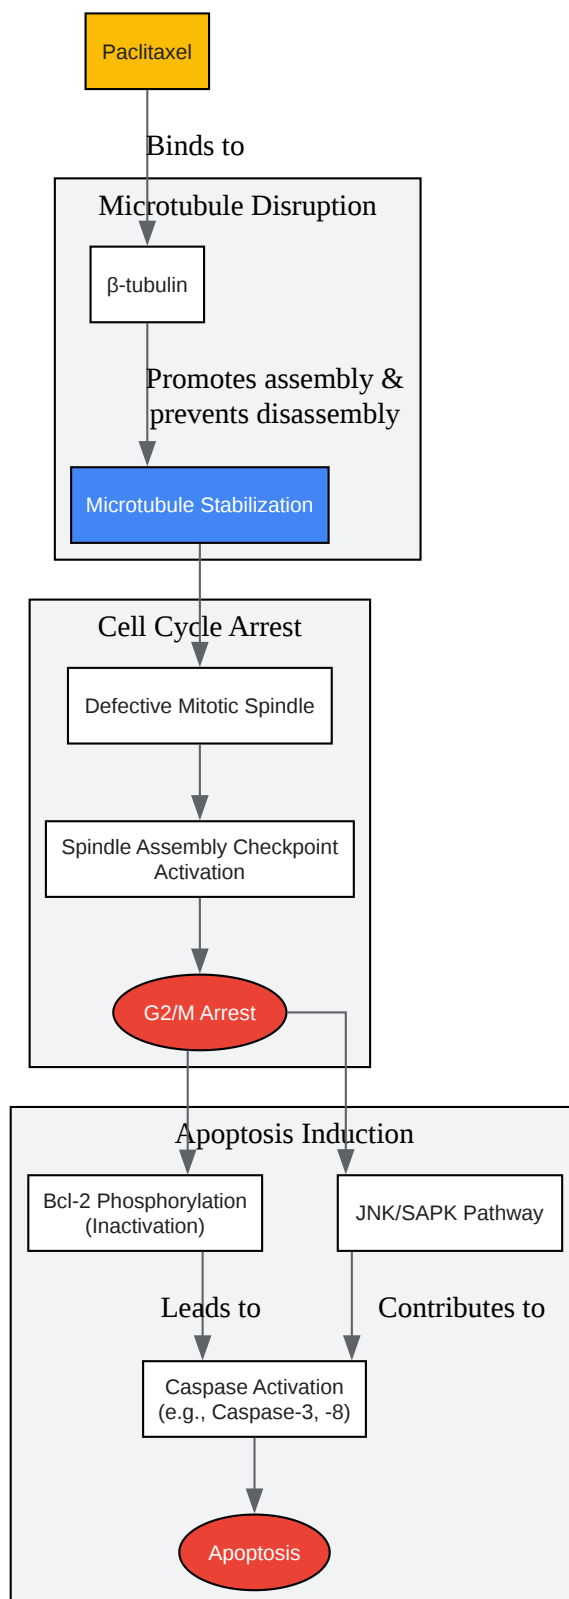 Paclitaxel
Binds to
Microtubule Disruption
β-tubulin
Promotes assembly &
prevents disassembly
Microtubule Stabilization
Cell Cycle Arrest
Defective Mitotic Spindle
Spindle Assembly Checkpoint
Activation
G2/M Arrest
Apoptosis Induction
Bcl-2 Phosphorylation
(Inactivation)
JNK/SAPK Pathway
Leads to
Contributes to
Caspase Activation
(e.g., Caspase-3, -8)
Apoptosis